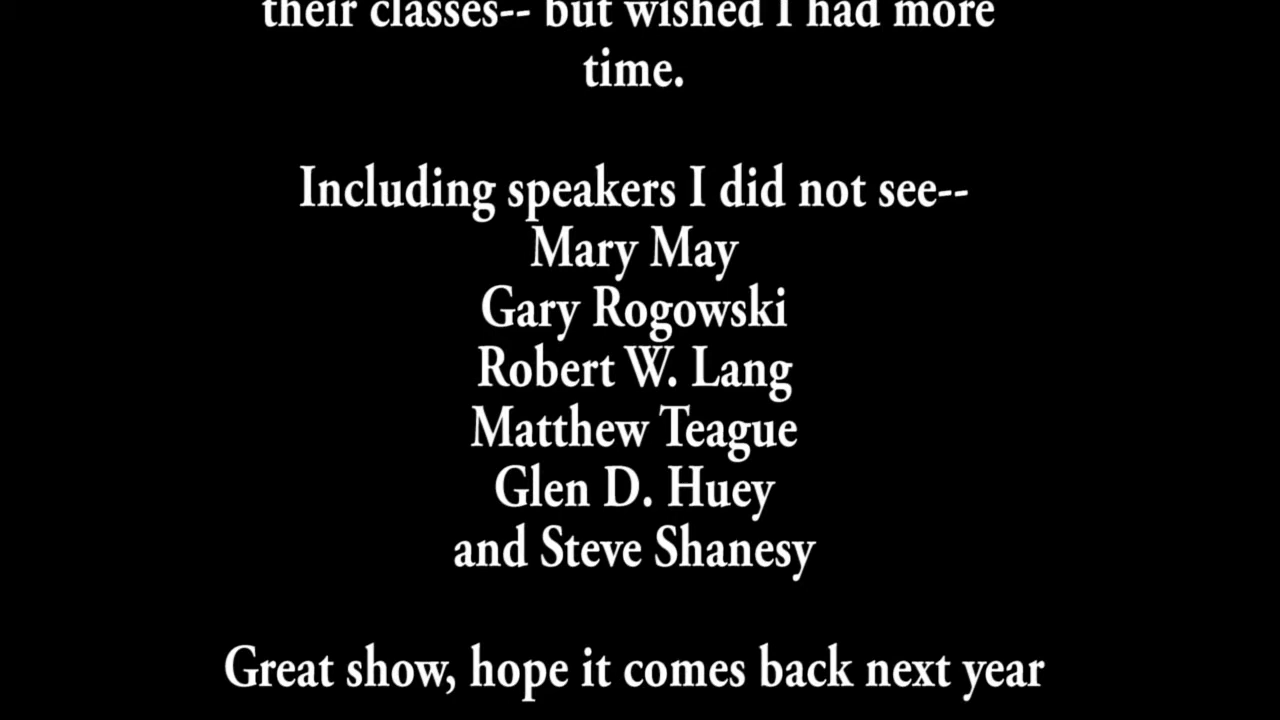 their classes-- but wished I had more
time.
Including speakers I did not see--
Mary May
Gary Rogowski
Robert W. Lang
Matthew Teague
Glen D. Huey
and Steve Shanesy
Great show, hope it comes back next year